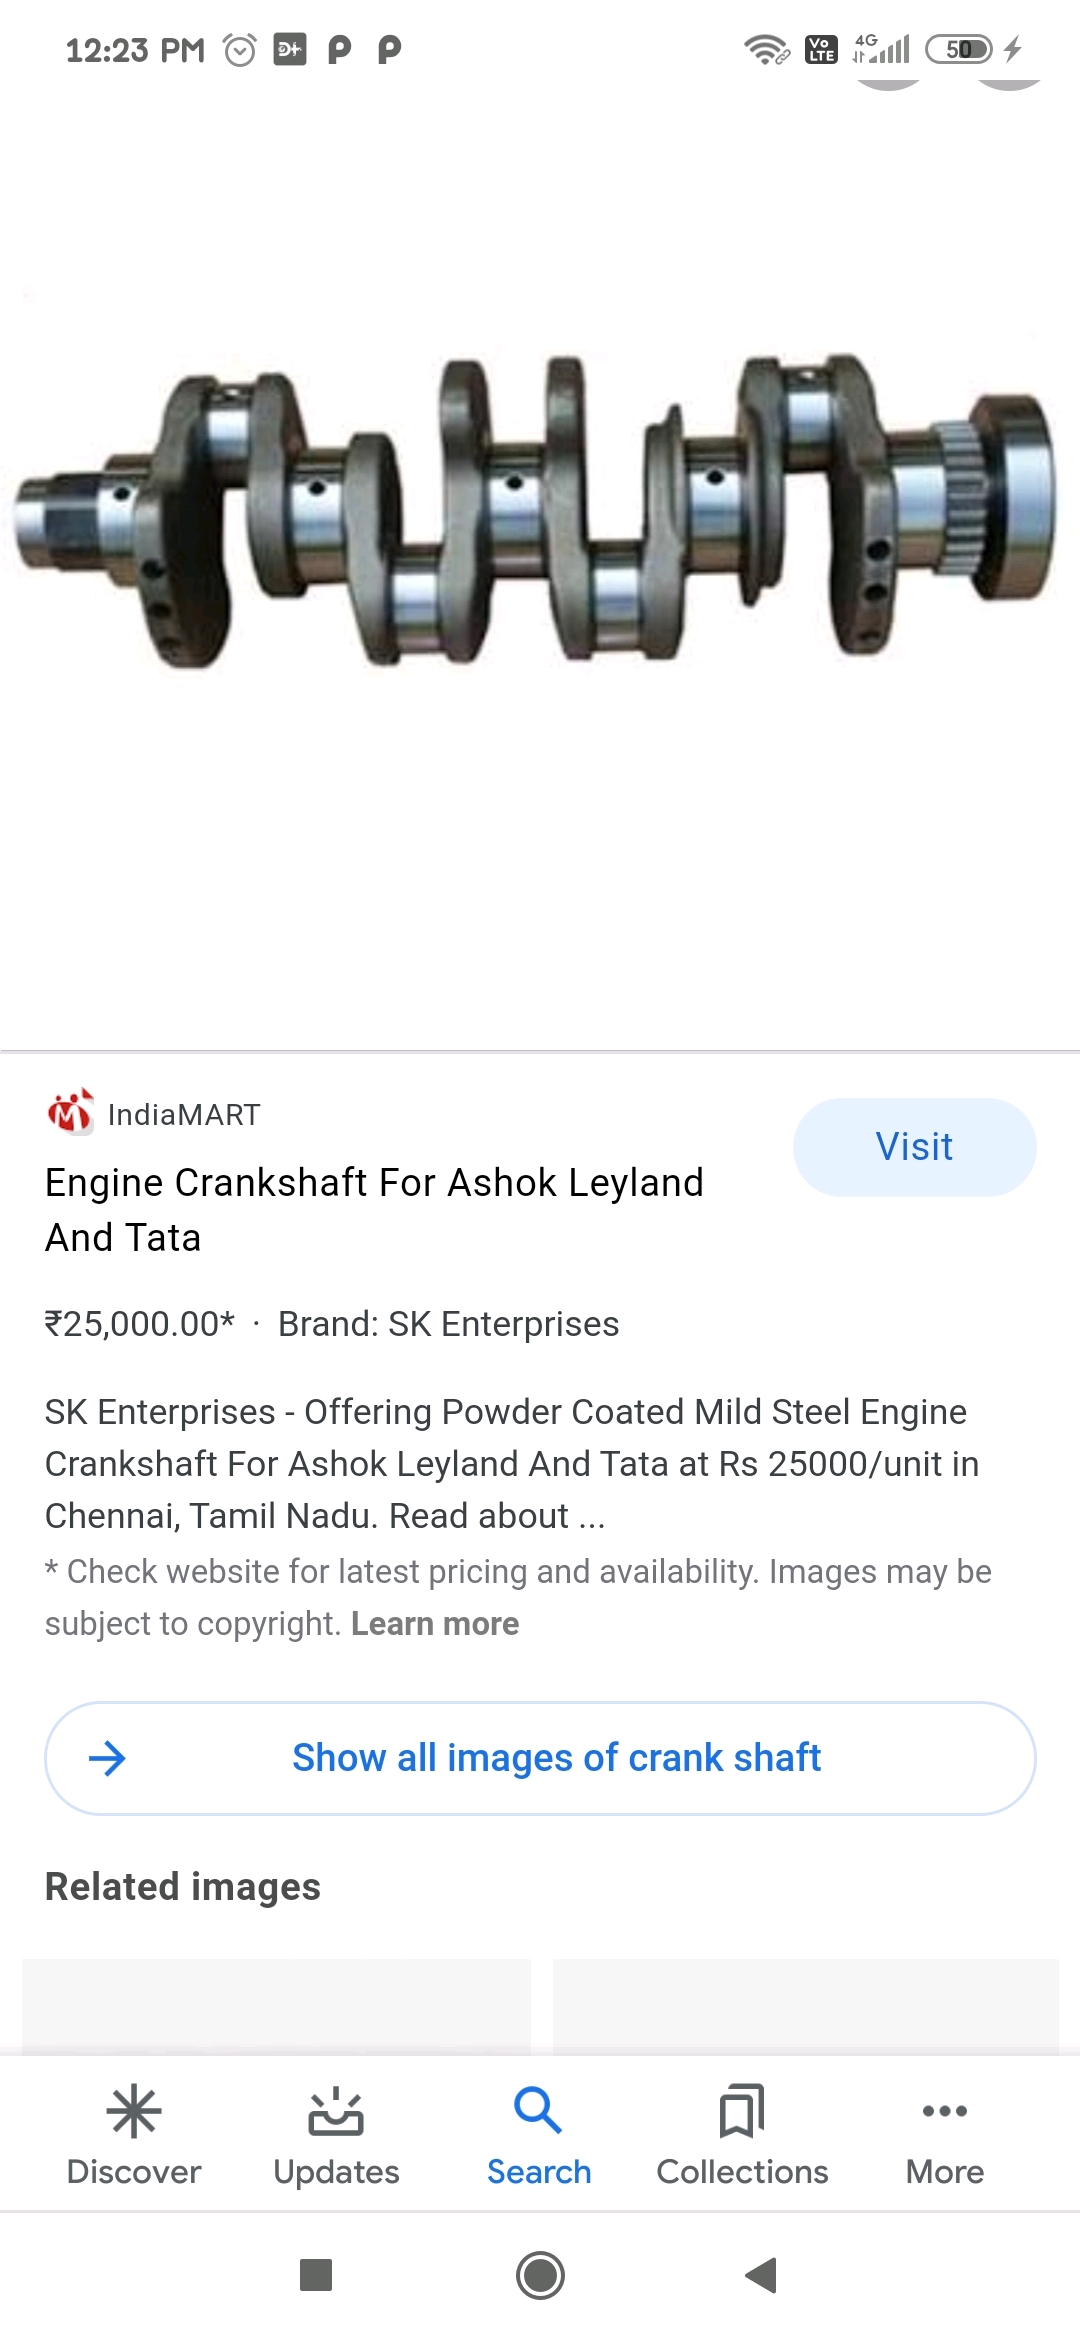 12:23 PM D+ P P Vo LTE 4G 50
IndiaMART
Visit
Engine Crankshaft For Ashok Leyland
And Tata
₹25,000.00* · Brand: SK Enterprises
SK Enterprises - Offering Powder Coated Mild Steel Engine
Crankshaft For Ashok Leyland And Tata at Rs 25000/unit in
Chennai, Tamil Nadu. Read about ...
* Check website for latest pricing and availability. Images may be
subject to copyright. Learn more
Show all images of crank shaft
Related images
Discover Updates Search Collections More